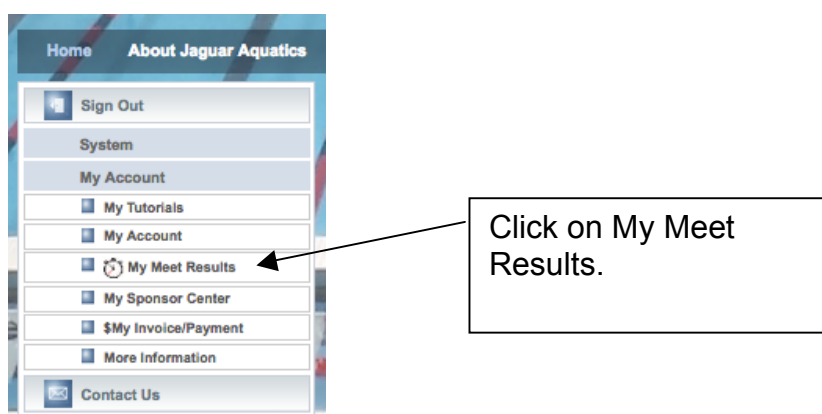 Home About Jaguar Aquatics
Sign Out
System
My Account
My Tutorials
My Account
My Meet Results
My Sponsor Center
$My Invoice/Payment
More Information
Contact Us
Click on My Meet
Results.